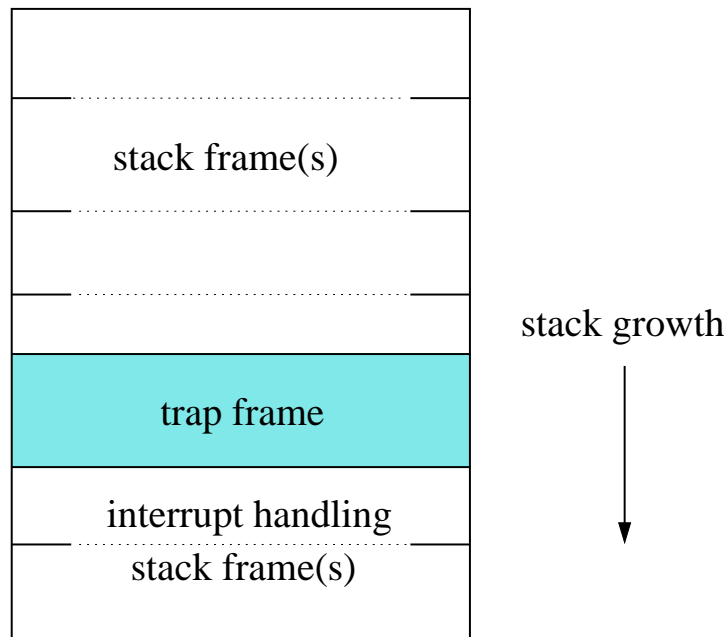 stack frame(s)
stack growth
trap frame
interrupt handling
stack frame(s)